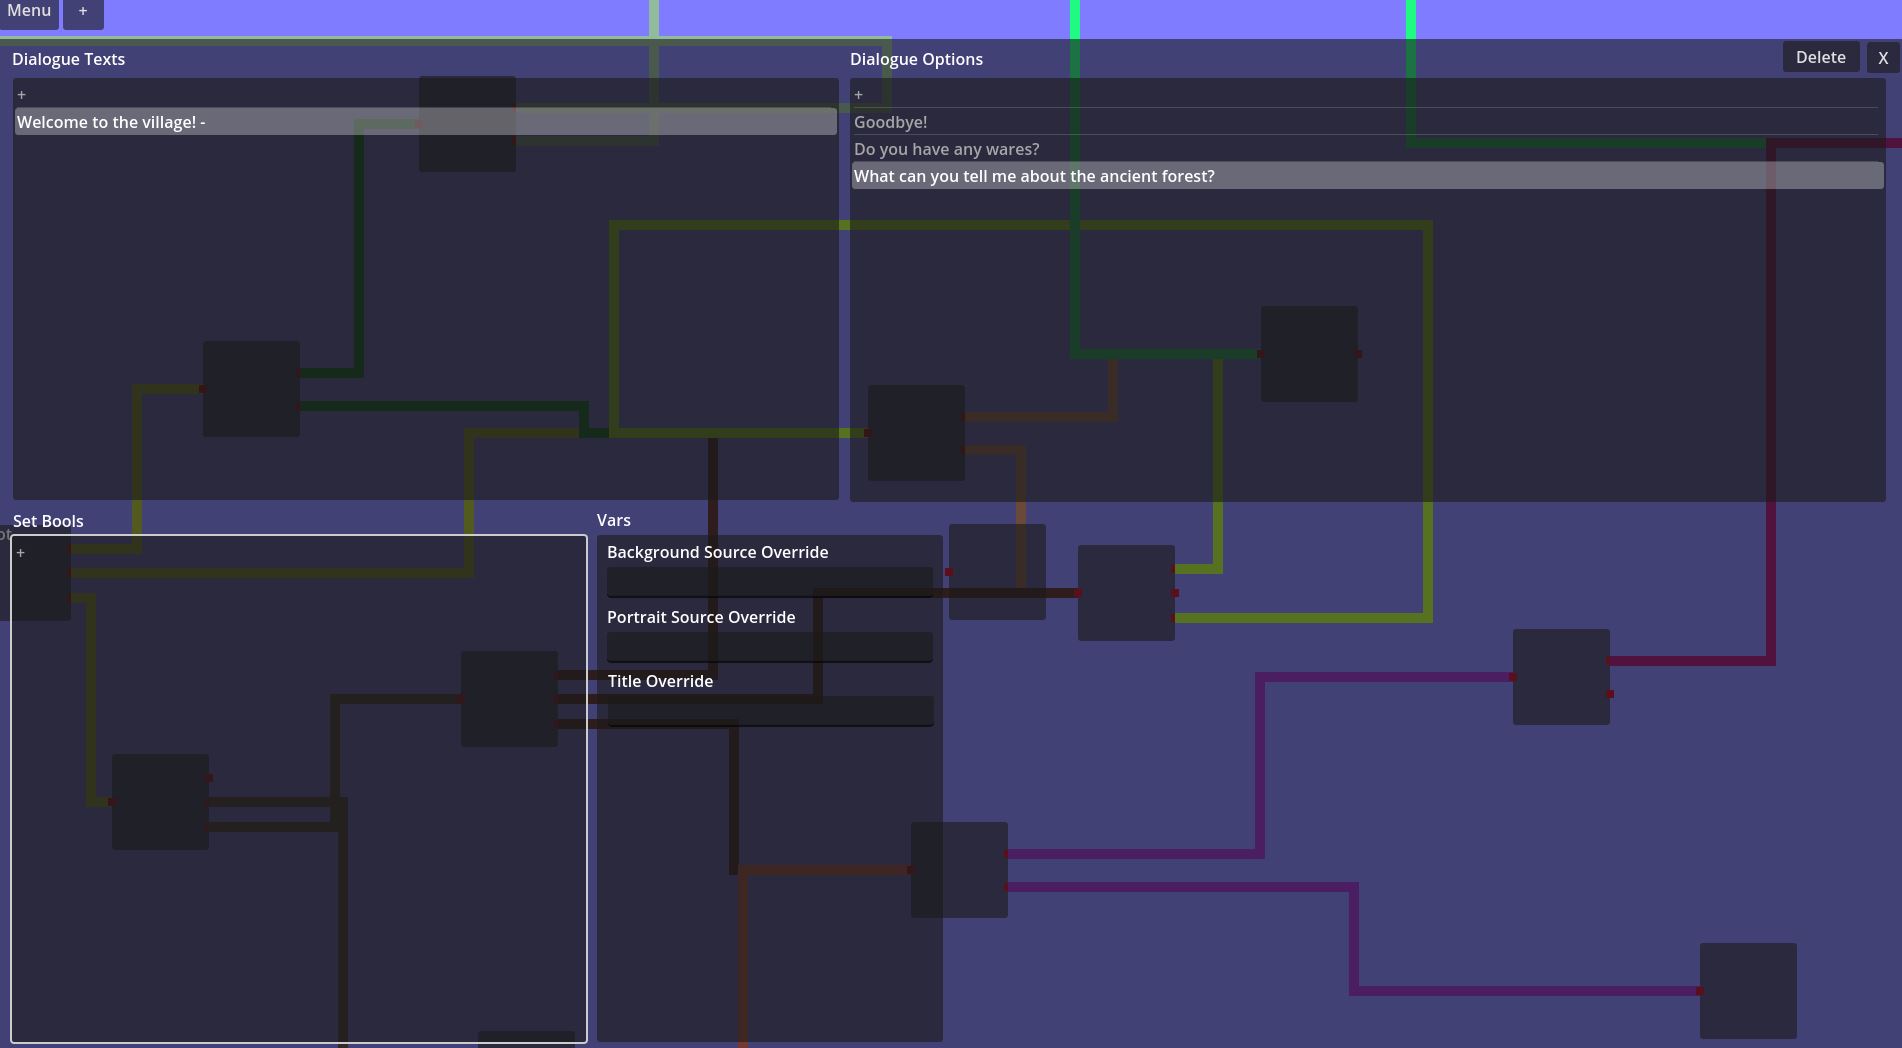 Menu +
Dialogue Texts
+
Welcome to the village! -
Dialogue Options
Delete X
+
Goodbye!
Do you have any wares?
What can you tell me about the ancient forest?
Set Bools
+
Vars
Background Source Override
Portrait Source Override
Title Override